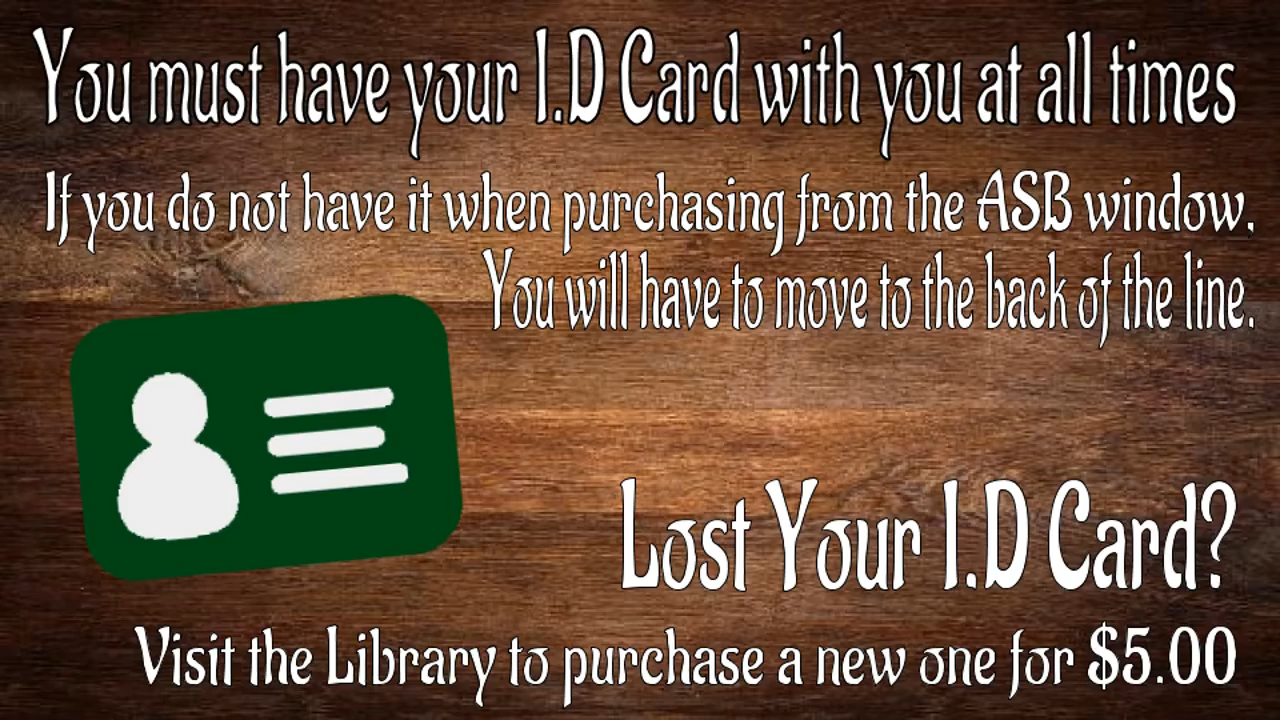 You must have your I.D Card with you at all times
If you do not have it when purchasing from the ASB window,
You will have to move to the back of the line.
Lost Your I.D Card?
Visit the Library to purchase a new one for $5.00